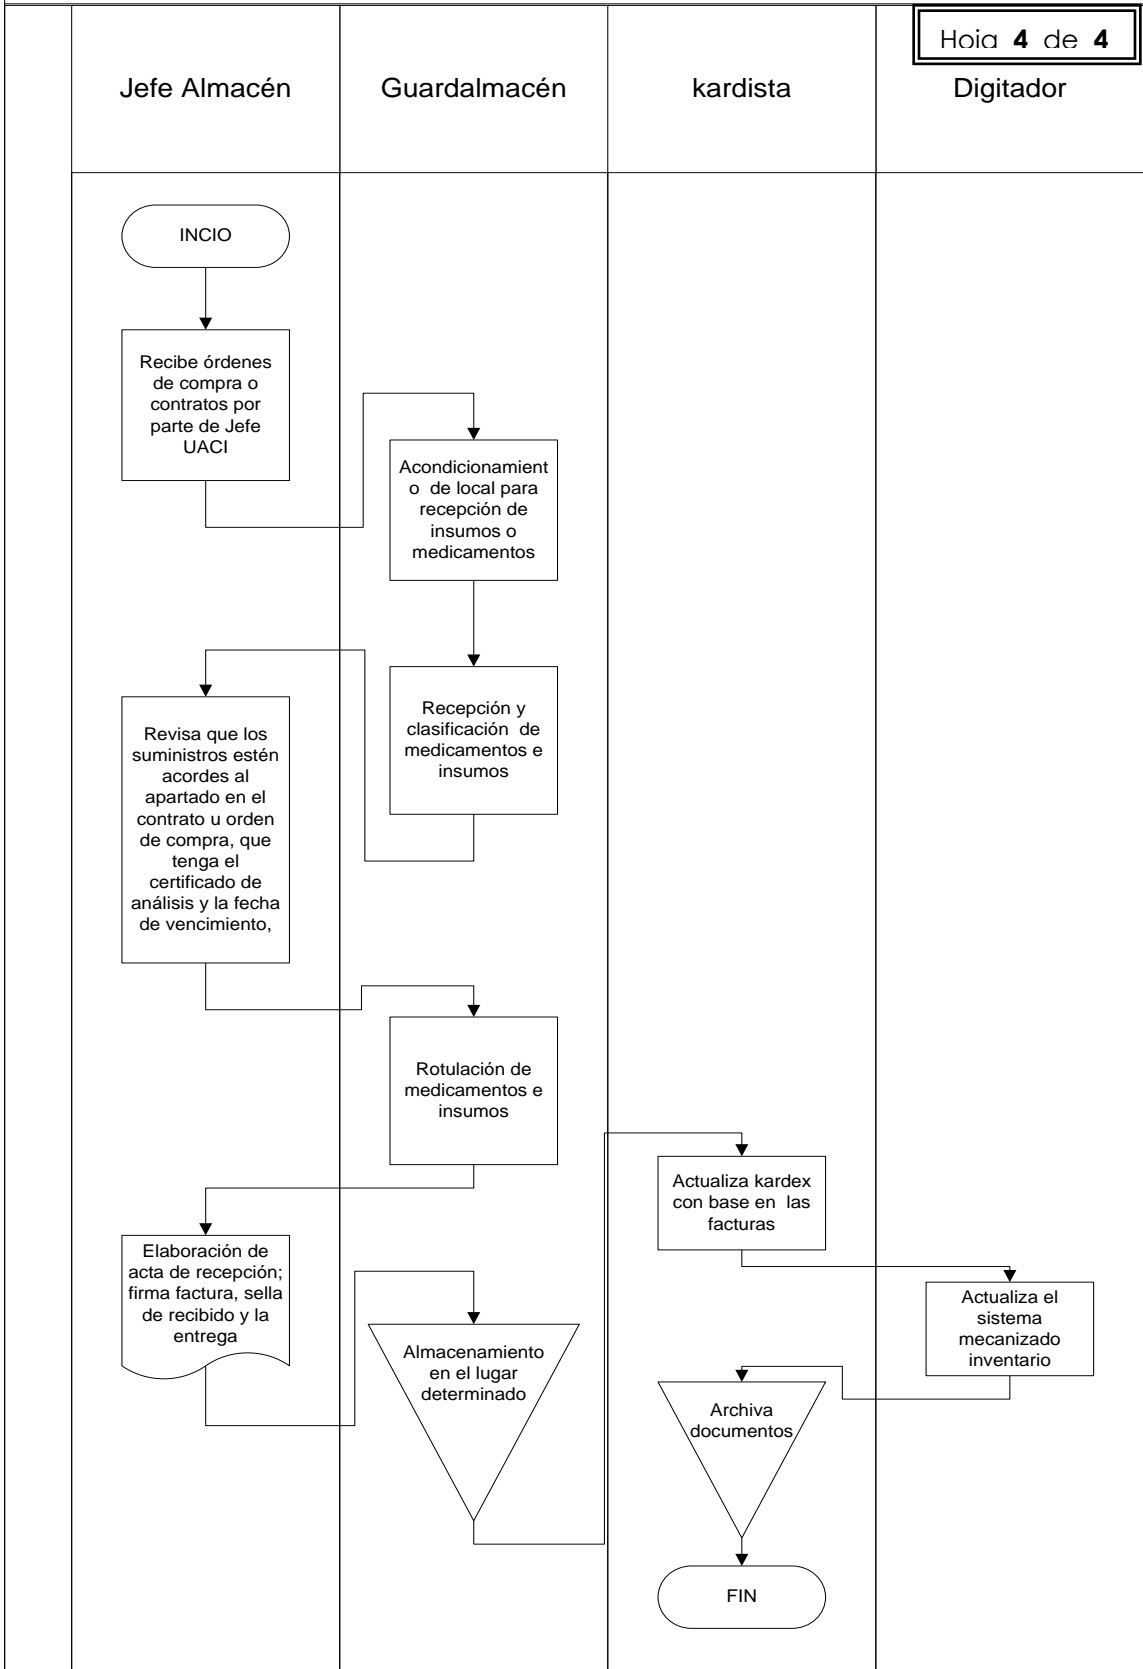 Hoja 4 de 4
Jefe Almacén
Guardalmacén
kardista
Digitador
INCIO
Recibe órdenes
de compra o
contratos por
parte de Jefe
UACI
Acondicionamient
o de local para
recepción de
insumos o
medicamentos
Recepción y
clasificación de
medicamentos e
insumos
Revisa que los
suministros estén
acordes al
apartado en el
contrato u orden
de compra, que
tenga el
certificado de
análisis y la fecha
de vencimiento,
Rotulación de
medicamentos e
insumos
Elaboración de
acta de recepción;
firma factura, sella
de recibido y la
entrega
Almacenamiento
en el lugar
determinado
Actualiza kardex
con base en las
facturas
Actualiza el
sistema
mecanizado
inventario
Archiva
documentos
FIN